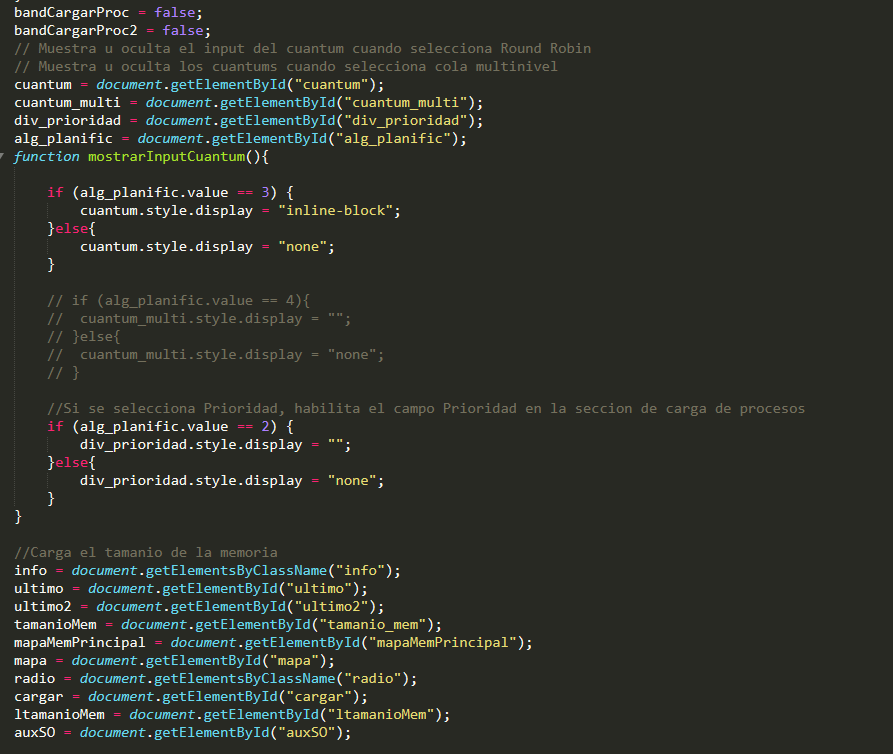 bandCargarProc = false;
bandCargarProc2 = false;
// Muestra u oculta el input del cuantum cuando selecciona Round Robin
// Muestra u oculta los cuantums cuando selecciona cola multinivel
cuantum = document.getElementById("cuantum");
cuantum_multi = document.getElementById("cuantum_multi");
div_prioridad = document.getElementById("div_prioridad");
alg_planific = document.getElementById("alg_planific");
function mostrarInputCuantum(){

    if (alg_planific.value == 3) {
        cuantum.style.display = "inline-block";
    }else{
        cuantum.style.display = "none";
    }

    // if (alg_planific.value == 4){
    //  cuantum_multi.style.display = "";
    // }else{
    //  cuantum_multi.style.display = "none";
    // }

    //Si se selecciona Prioridad, habilita el campo Prioridad en la seccion de carga de procesos
    if (alg_planific.value == 2) {
        div_prioridad.style.display = "";
    }else{
        div_prioridad.style.display = "none";
    }
}

//Carga el tamanio de la memoria
info = document.getElementsByClassName("info");
ultimo = document.getElementById("ultimo");
ultimo2 = document.getElementById("ultimo2");
tamanioMem = document.getElementById("tamanio_mem");
mapaMemPrincipal = document.getElementById("mapaMemPrincipal");
mapa = document.getElementById("mapa");
radio = document.getElementsByClassName("radio");
cargar = document.getElementById("cargar");
ltamanioMem = document.getElementById("ltamanioMem");
auxSO = document.getElementById("auxSO");